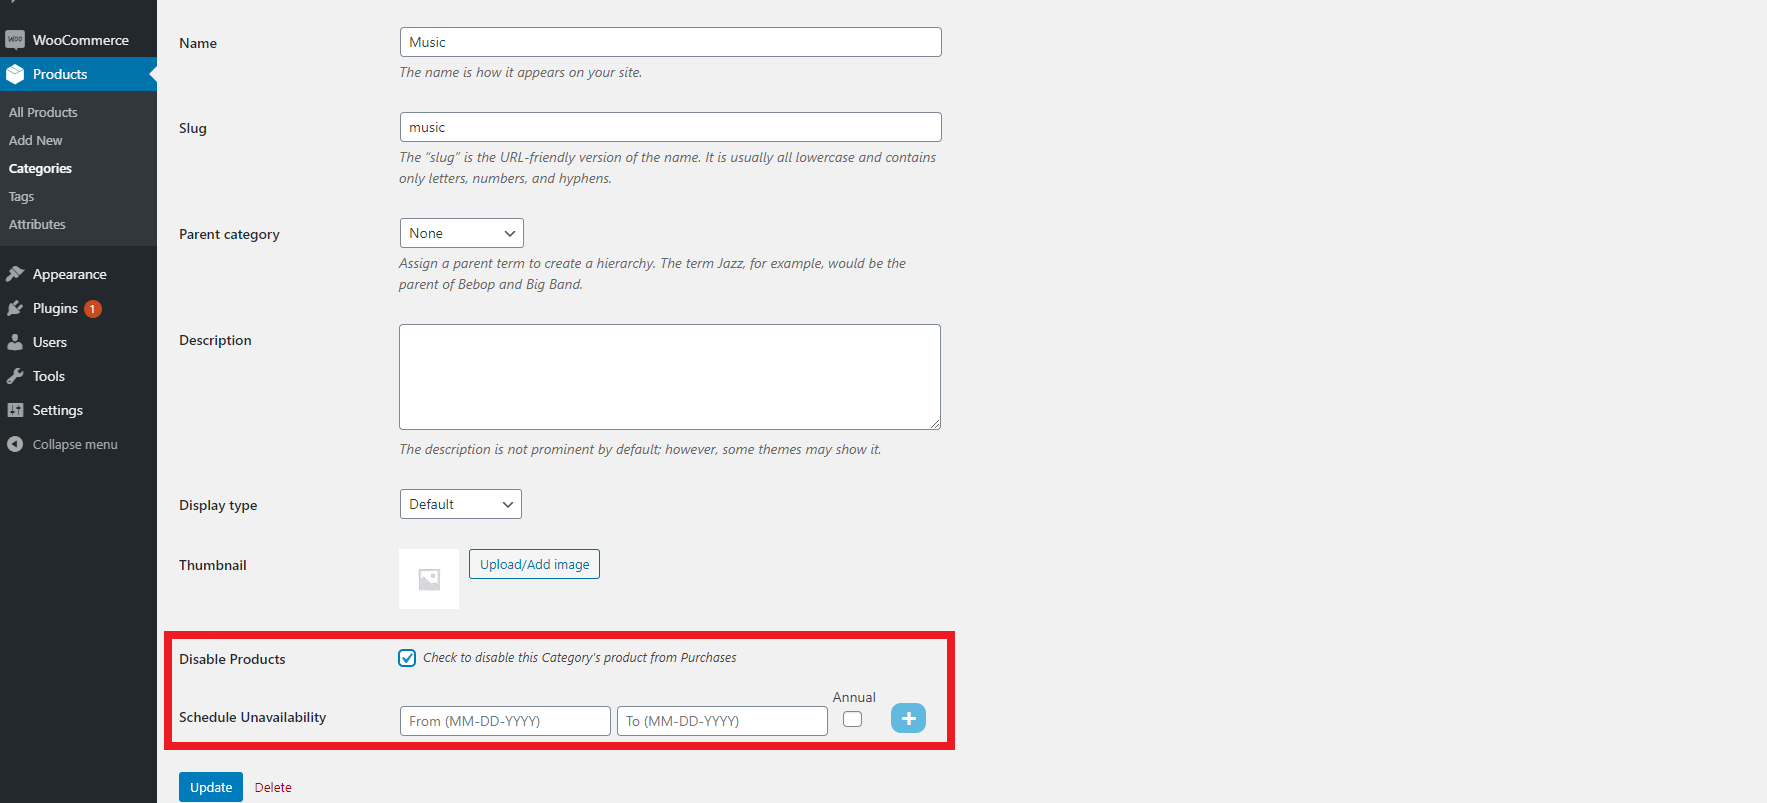 WooCommerce
Products
All Products
Add New
Categories
Tags
Attributes
Appearance
Plugins 1
Users
Tools
Settings
Collapse menu
Name
Music
The name is how it appears on your site.
Slug
music
The “slug” is the URL-friendly version of the name. It is usually all lowercase and contains
only letters, numbers, and hyphens.
Parent category
None
Assign a parent term to create a hierarchy. The term Jazz, for example, would be the
parent of Bebop and Big Band.
Description
The description is not prominent by default; however, some themes may show it.
Display type
Default
Thumbnail
Upload/Add image
Disable Products
Check to disable this Category's product from Purchases
Annual
Schedule Unavailability
From (MM-DD-YYYY)
To (MM-DD-YYYY)
Update
Delete